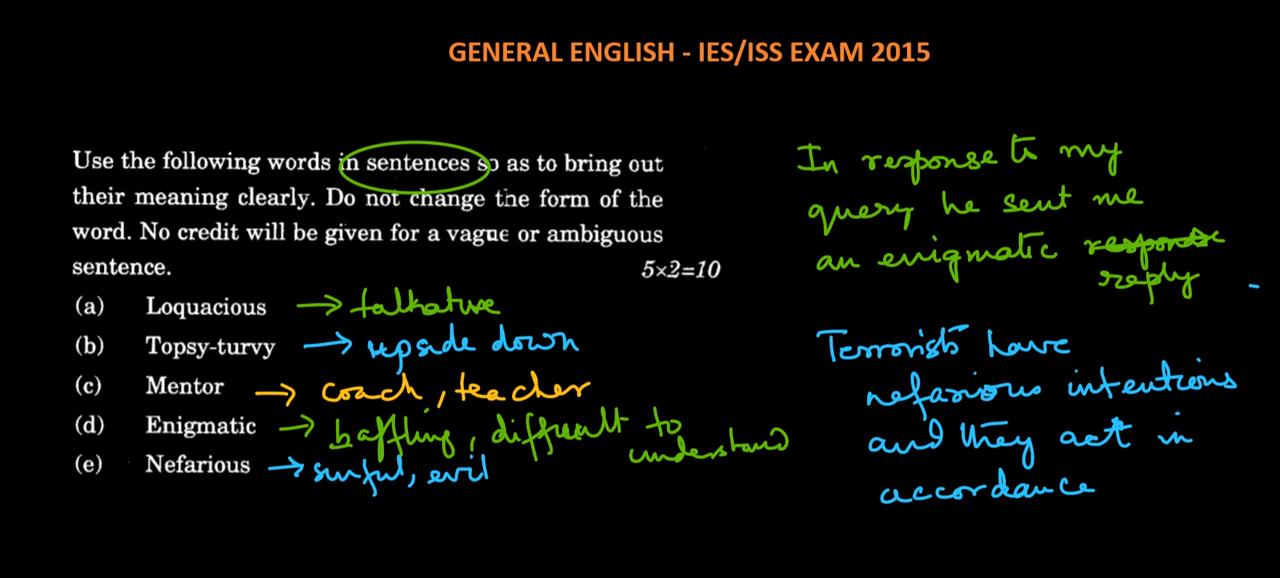 GENERAL ENGLISH - IES/ISS EXAM 2015
Use the following words in sentences so as to bring out
their meaning clearly. Do not change the form of the
word. No credit will be given for a vague or ambiguous
sentence. 5×2=10
(a) Loquacious → talkative
(b) Topsy-turvy → upside down
(c) Mentor → coach, teacher
(d) Enigmatic → baffling, difficult to
understand
(e) Nefarious → sinful, evil
In response to my
query he sent me
an enigmatic response
reply
Terrorists have
nefarious intentions
and they act in
accordance